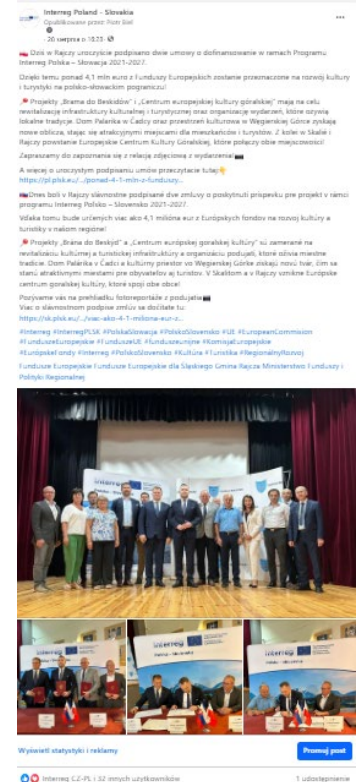 Interreg Poland - Slovakia
Opublikowane przez: Piotr Biel
26 sierpnia o 16:33
Dziś w Rajczy uroczyście podpisano dwie umowy o dofinansowanie w ramach Programu
Interreg Polska – Słowacja 2021-2027.
Dzięki temu ponad 4,1 mln euro z Funduszy Europejskich zostanie przeznaczone na rozwój kultury
i turystyki na polsko-słowackim pograniczu!
Projekty „Brama do Beskidów" i „Centrum europejskiej kultury góralskiej" mają na celu
rewitalizację infrastruktury kulturalnej i turystycznej oraz organizację wydarzeń, które ożywią
lokalne tradycje. Dom Palárika w Čadcy oraz przestrzeń kulturowa w Węgierskiej Górce zyskają
nowe oblicza, stając się atrakcyjnymi miejscami dla mieszkańców i turystów. Z kolei w Skalité i
Rajczy powstanie Europejskie Centrum Kultury Góralskiej, które połączy obie miejscowości!
Zapraszamy do zapoznania się z relacją zdjęciową z wydarzenia!
A więcej o uroczystym podpisaniu umów przeczytacie tutaj
https://pl.plsk.eu/.../ponad-4-1-mln-z-funduszy...
Dnes boli v Rajczy slávnostne podpísané dve zmluvy o poskytnutí príspevku pre projekt v rámci
programu Interreg Poľsko – Slovensko 2021-2027.
Vďaka tomu bude určených viac ako 4,1 milióna eur z Európskych fondov na rozvoj kultúry a
turistiky v našom regióne!
Projekty „Brána do Beskýd" a „Centrum európskej goralskej kultúry" sú zamerané na
revitalizáciu kultúrnej a turistickej infraštruktúry a organizáciu podujatí, ktoré oživia miestne
tradície. Dom Palárika v Čadci a kultúrny priestor vo Węgierskej Górke získajú novú tvár, čím sa
stanú atraktívnymi miestami pre obyvateľov aj turistov. V Skalitom a v Rajczy vznikne Európske
centrum goralskej kultúry, ktoré spojí obe obce!
Pozývame vás na prehliadku fotoreportáže z podujatia
Viac o slávnostnom podpise zmlúv sa dočítate tu:
https://sk.plsk.eu/.../viac-ako-4-1-miliona-eur-z...
#Interreg #InterregPLSK #PolskaSłowacja #PoľskoSlovensko #UE #EuropeanCommision
#FunduszeEuropejskie #FunduszeUE #funduszeunijne #KomisjaEuropejskie
#EurópskeFondy #Interreg #PoľskoSlovensko #Kultúra #Turistika #RegionálnyRozvoj
Fundusze Europejskie Fundusze Europejskie dla Śląskiego Gmina Rajcza Ministerstwo Funduszy i
Polityki Regionalnej
Interreg
Interreg
Interreg
Interreg
Wyświetl statystyki i reklamy
Promuj post
Interreg CZ-PL i 32 innych użytkowników
1 udostępnienie